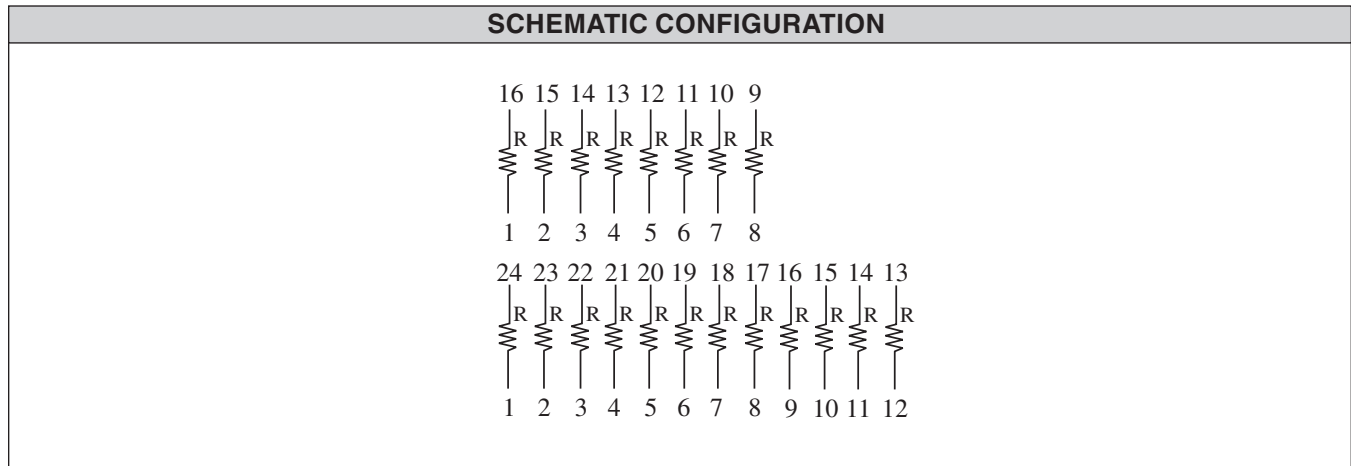 SCHEMATIC CONFIGURATION
16 15 14 13 12 11 10 9
R R R R R R R R
1 2 3 4 5 6 7 8
24 23 22 21 20 19 18 17 16 15 14 13
R R R R R R R R R R R R
1 2 3 4 5 6 7 8 9 10 11 12